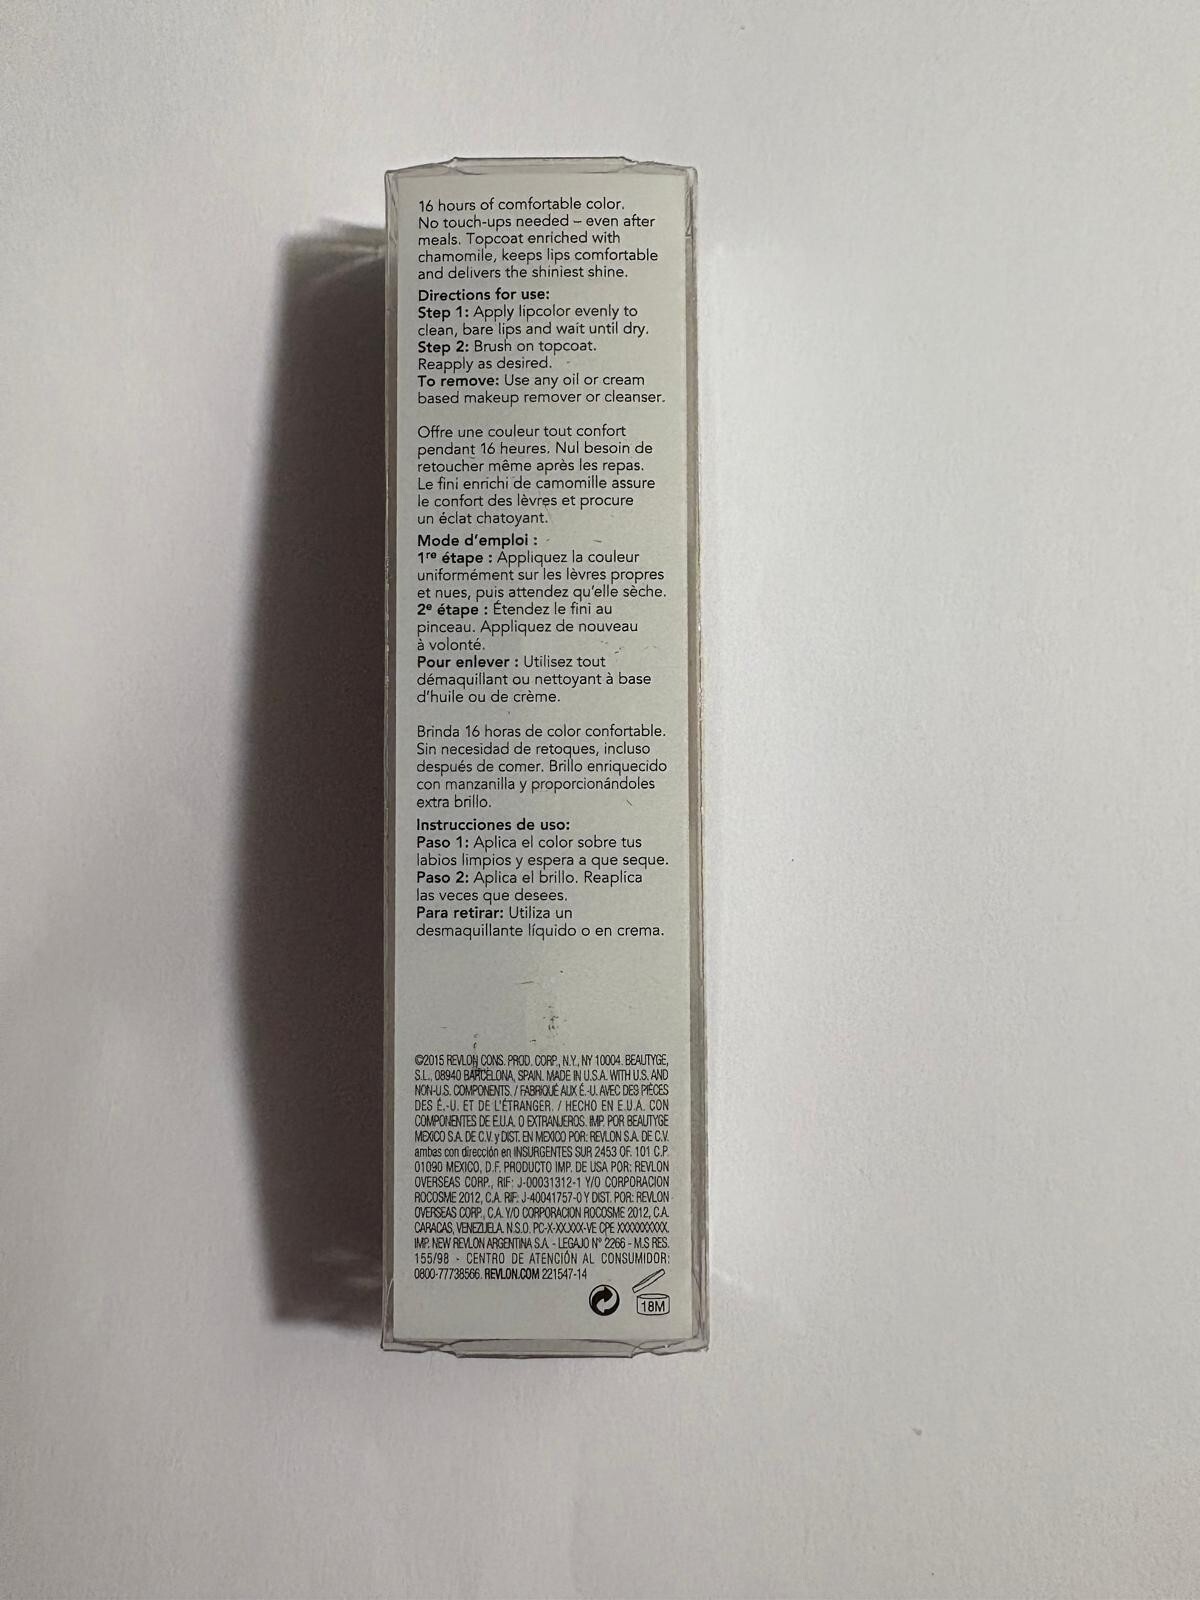 16 hours of comfortable color.
No touch-ups needed – even after
meals. Topcoat enriched with
chamomile, keeps lips comfortable
and delivers the shiniest shine.
Directions for use:
Step 1: Apply lipcolor evenly to
clean, bare lips and wait until dry.
Step 2: Brush on topcoat.
Reapply as desired.
To remove: Use any oil or cream
based makeup remover or cleanser.
Offre une couleur tout confort
pendant 16 heures. Nul besoin de
retoucher même après les repas.
Le fini enrichi de camomille assure
le confort des lèvres et procure
un éclat chatoyant.
Mode d'emploi :
1re étape : Appliquez la couleur
uniformément sur les lèvres propres
et nues, puis attendez qu'elle sèche.
2e étape : Étendez le fini au
pinceau. Appliquez de nouveau
à volonté.
Pour enlever : Utilisez tout
démaquillant ou nettoyant à base
d'huile ou de crème.
Brinda 16 horas de color confortable.
Sin necesidad de retoques, incluso
después de comer. Brillo enriquecido
con manzanilla y proporcionándoles
extra brillo.
Instrucciones de uso:
Paso 1: Aplica el color sobre tus
labios limpios y espera a que seque.
Paso 2: Aplica el brillo. Reaplica
las veces que desees.
Para retirar: Utiliza un
desmaquillante líquido o en crema.
©2015 REVLON CONS. PROD. CORP., N.Y., NY 10004. BEAUTYGE,
S.L., 08940 BARCELONA, SPAIN. MADE IN U.S.A. WITH U.S. AND
NON-U.S. COMPONENTS. / FABRIQUÉ AUX É.-U. AVEC DES PIÈCES
DES É.-U. ET DE L'ÉTRANGER. / HECHO EN E.U.A. CON
COMPONENTES DE E.U.A. O EXTRANJEROS. IMP. POR BEAUTYGE
MEXICO S.A. DE C.V. y DIST. EN MEXICO POR: REVLON S.A. DE C.V.
ambas con dirección en INSURGENTES SUR 2453 OF. 101 C.P.
01090 MEXICO, D.F. PRODUCTO IMP. DE USA POR: REVLON
OVERSEAS CORP., RIF: J-00031312-1 Y/O CORPORACION
ROCOSME 2012, C.A. RIF: J-40041757-0 Y DIST. POR: REVLON
OVERSEAS CORP., C.A. Y/O CORPORACION ROCOSME 2012, C.A.
CARACAS, VENEZUELA. N.S.O. PC-X-XX.XXX-VE CPE XXXXXXXXXX.
IMP. NEW REVLON ARGENTINA S.A. - LEGAJO N° 2266 - M.S RES.
155/98 - CENTRO DE ATENCIÓN AL CONSUMIDOR:
0800-77738566. REVLON.COM 221547-14
18M